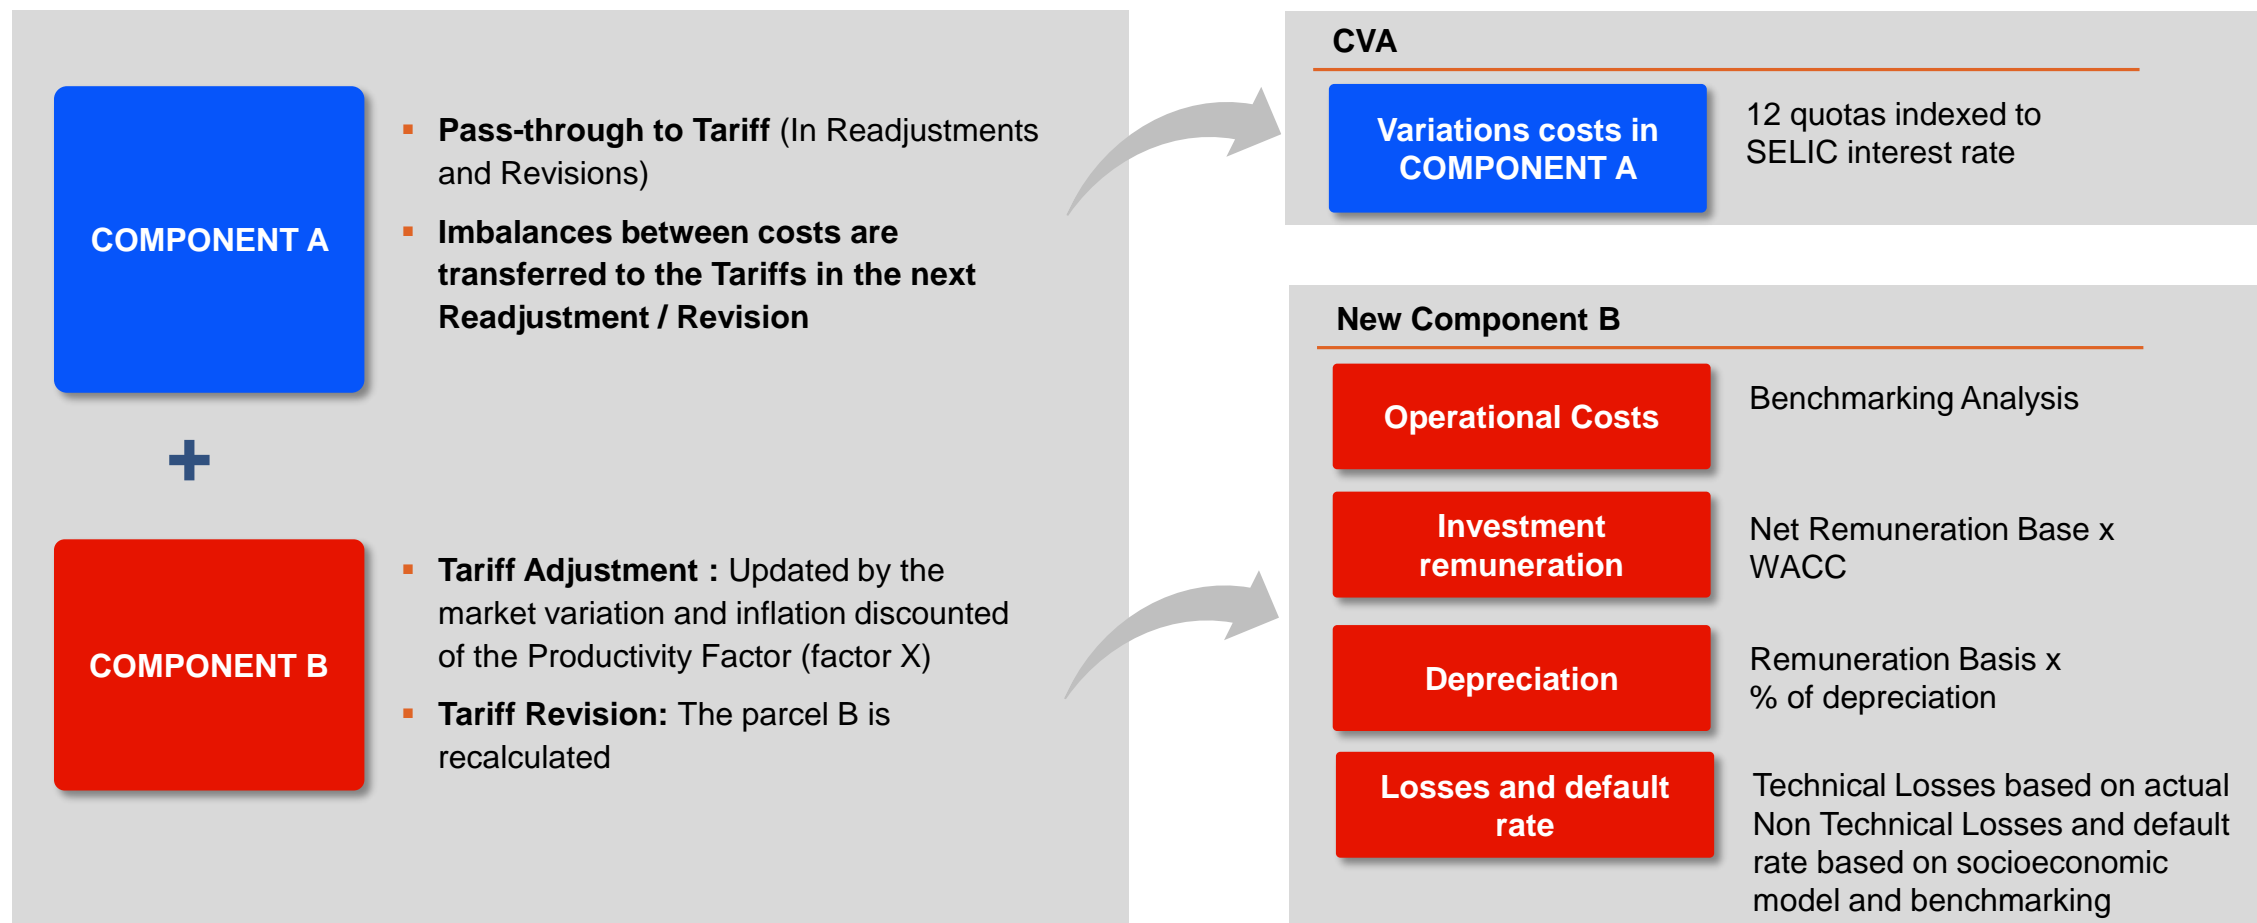 COMPONENT A
▪ Pass-through to Tariff (In Readjustments
and Revisions)
▪ Imbalances between costs are
transferred to the Tariffs in the next
Readjustment / Revision
+
COMPONENT B
▪ Tariff Adjustment : Updated by the
market variation and inflation discounted
of the Productivity Factor (factor X)
▪ Tariff Revision: The parcel B is
recalculated
CVA
Variations costs in
COMPONENT A
12 quotas indexed to
SELIC interest rate
New Component B
Operational Costs
Benchmarking Analysis
Investment
remuneration
Net Remuneration Base x
WACC
Depreciation
Remuneration Basis x
% of depreciation
Losses and default
rate
Technical Losses based on actual
Non Technical Losses and default
rate based on socioeconomic
model and benchmarking